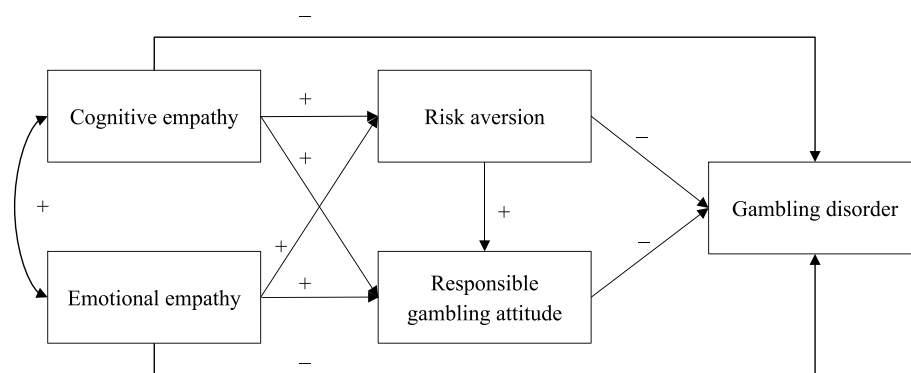 –
Cognitive empathy
+
Risk aversion
–
+
+
+
Gambling disorder
+
–
+
Emotional empathy
+
Responsible
gambling attitude
–